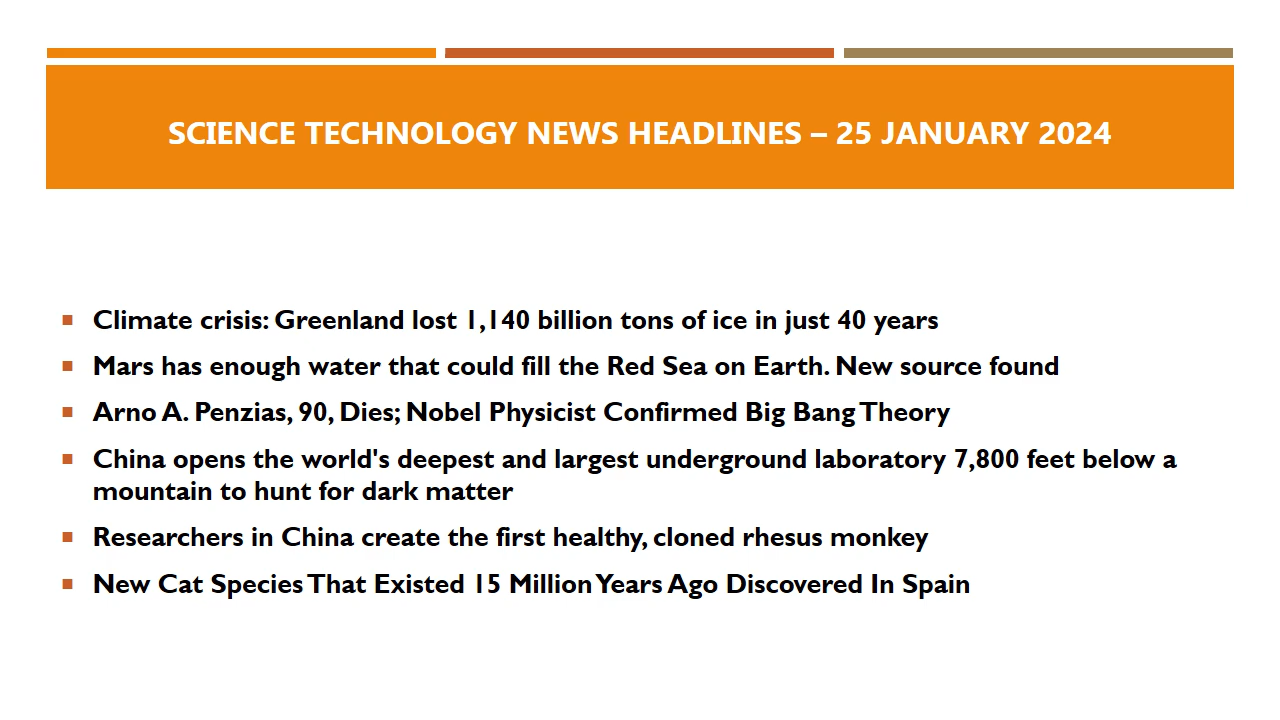 SCIENCE TECHNOLOGY NEWS HEADLINES – 25 JANUARY 2024
Climate crisis: Greenland lost 1,140 billion tons of ice in just 40 years
Mars has enough water that could fill the Red Sea on Earth. New source found
Arno A. Penzias, 90, Dies; Nobel Physicist Confirmed Big Bang Theory
China opens the world's deepest and largest underground laboratory 7,800 feet below a
mountain to hunt for dark matter
Researchers in China create the first healthy, cloned rhesus monkey
New Cat Species That Existed 15 Million Years Ago Discovered In Spain